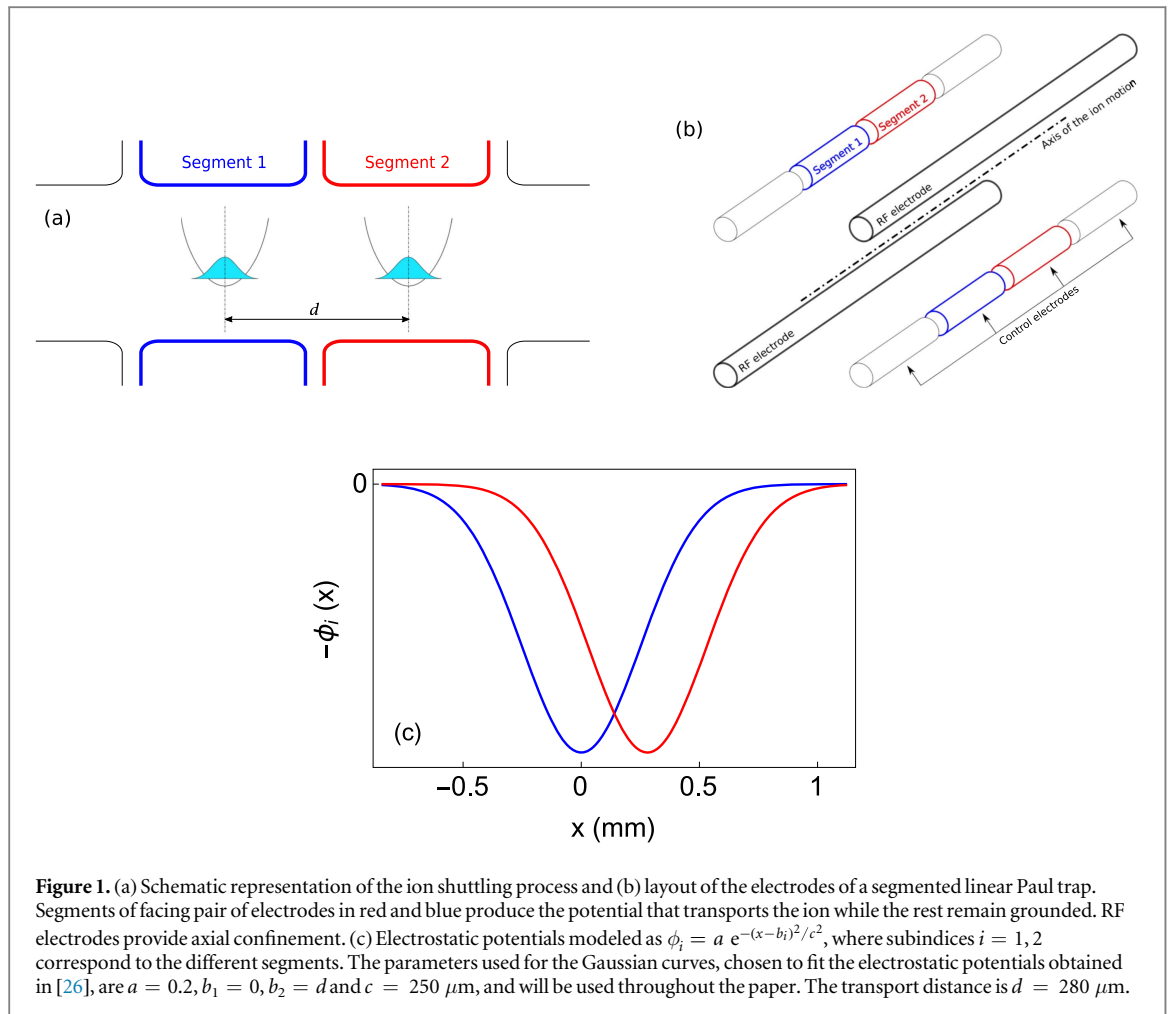 Segment 1
Segment 2
(a)
d
(b)
Segment 1
Segment 2
RF electrode
Axis of the ion motion
RF electrode
Control electrodes
0
−ϕᵢ (x)
(c)
−0.5
0
0.5
1
x (mm)
Figure 1. (a) Schematic representation of the ion shuttling process and (b) layout of the electrodes of a segmented linear Paul trap.
Segments of facing pair of electrodes in red and blue produce the potential that transports the ion while the rest remain grounded. RF
electrodes provide axial confinement. (c) Electrostatic potentials modeled as ϕᵢ = a e^{−(x−bᵢ)²/c²}, where subindices i = 1, 2
correspond to the different segments. The parameters used for the Gaussian curves, chosen to fit the electrostatic potentials obtained
in [26], are a = 0.2, b₁ = 0, b₂ = d and c = 250 μm, and will be used throughout the paper. The transport distance is d = 280 μm.